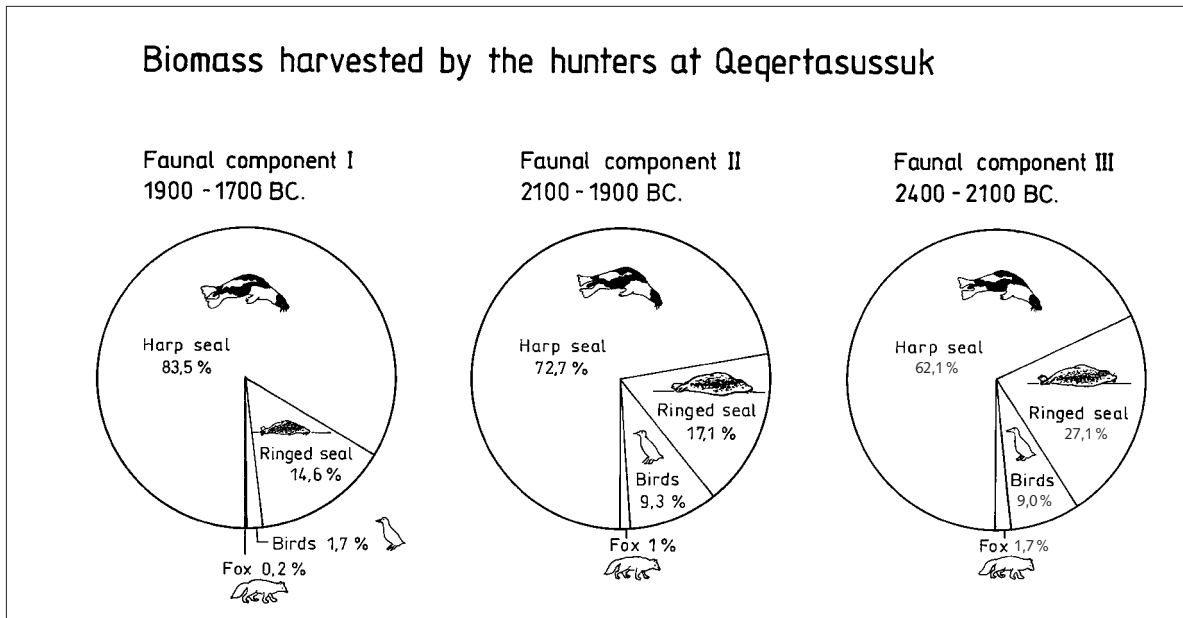 Biomass harvested by the hunters at Qeqertasussuk
Faunal component I
1900 - 1700 BC.
Harp seal
83,5 %
Ringed seal
14,6 %
Birds 1,7 %
Fox 0,2 %
Faunal component II
2100 - 1900 BC.
Harp seal
72,7 %
Ringed seal
17,1 %
Birds
9,3 %
Fox 1 %
Faunal component III
2400 - 2100 BC.
Harp seal
62,1 %
Ringed seal
27,1 %
Birds
9,0 %
Fox 1,7 %